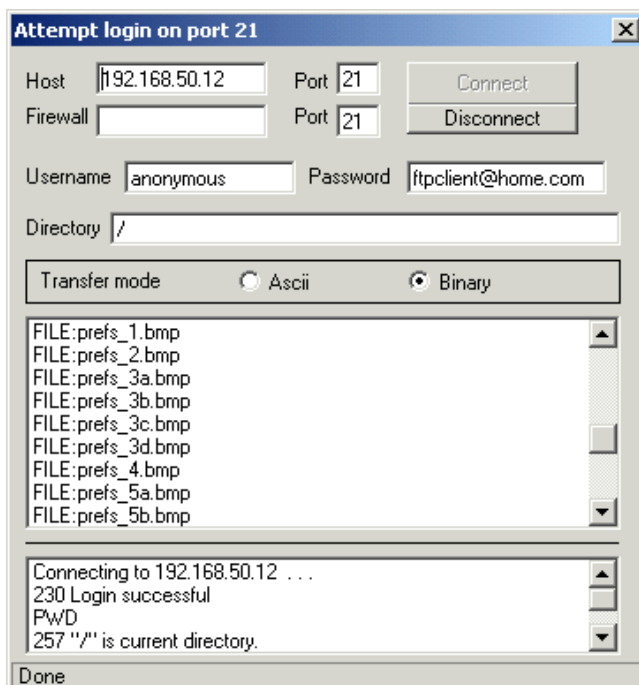 Attempt login on port 21
Host 192.168.50.12 Port 21 Connect
Firewall Port 21 Disconnect
Username anonymous Password ftpclient@home.com
Directory /
Transfer mode Ascii Binary
FILE:prefs_1.bmp
FILE:prefs_2.bmp
FILE:prefs_3a.bmp
FILE:prefs_3b.bmp
FILE:prefs_3c.bmp
FILE:prefs_3d.bmp
FILE:prefs_4.bmp
FILE:prefs_5a.bmp
FILE:prefs_5b.bmp
Connecting to 192.168.50.12 . . .
230 Login successful
PWD
257 "/" is current directory.
Done